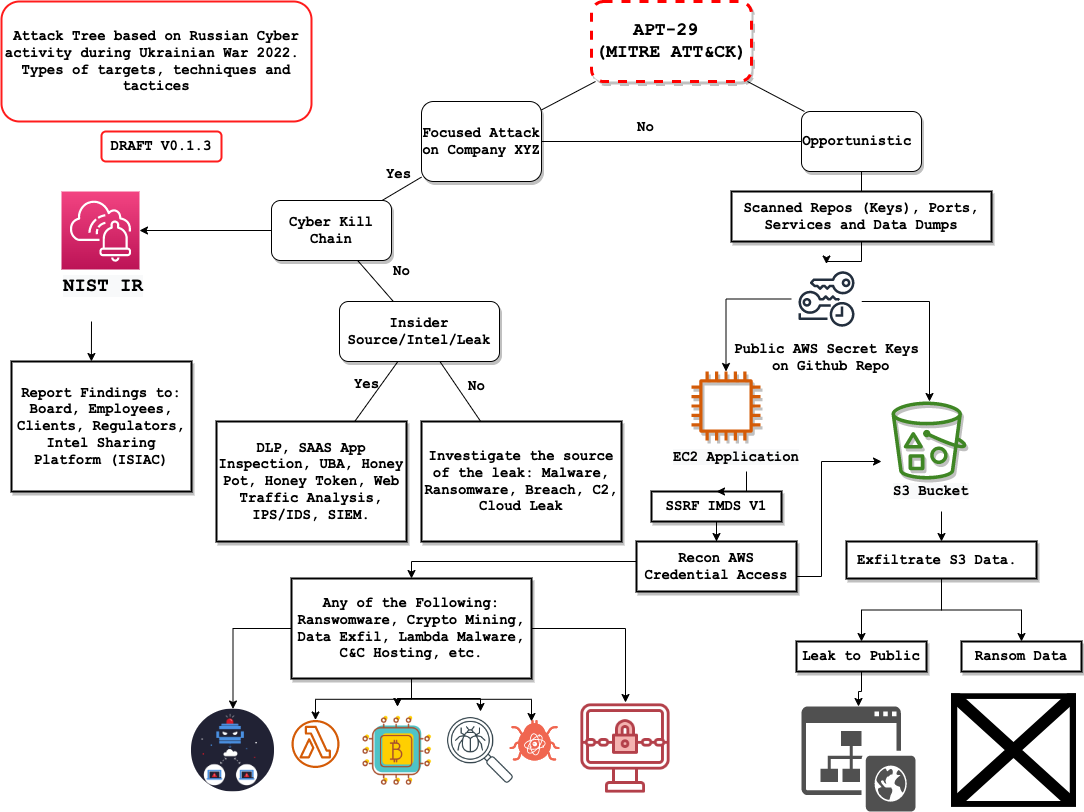 Attack Tree based on Russian Cyber
activity during Ukrainian War 2022.
Types of targets, techniques and
tactices
DRAFT V0.1.3
APT-29
(MITRE ATT&CK)
Focused Attack
on Company XYZ
No
Opportunistic
Yes
Cyber Kill
Chain
No
NIST IR
Report Findings to:
Board, Employees,
Clients, Regulators,
Intel Sharing
Platform (ISIAC)
Insider
Source/Intel/Leak
Yes
No
DLP, SAAS App
Inspection, UBA, Honey
Pot, Honey Token, Web
Traffic Analysis,
IPS/IDS, SIEM.
Investigate the source
of the leak: Malware,
Ransomware, Breach, C2,
Cloud Leak
Scanned Repos (Keys), Ports,
Services and Data Dumps
Public AWS Secret Keys
on Github Repo
EC2 Application
S3 Bucket
SSRF IMDS V1
Recon AWS
Credential Access
Exfiltrate S3 Data.
Any of the Following:
Ranswomware, Crypto Mining,
Data Exfil, Lambda Malware,
C&C Hosting, etc.
Leak to Public
Ransom Data